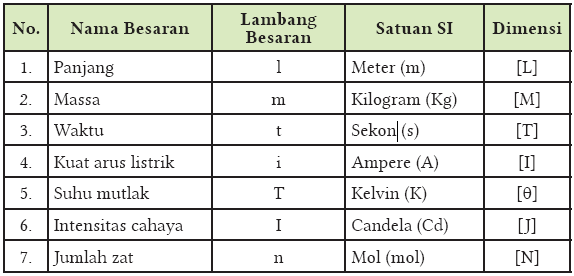 No. Nama Besaran Lambang Besaran Satuan SI Dimensi
1. Panjang l Meter (m) [L]
2. Massa m Kilogram (Kg) [M]
3. Waktu t Sekon (s) [T]
4. Kuat arus listrik i Ampere (A) [I]
5. Suhu mutlak T Kelvin (K) [θ]
6. Intensitas cahaya I Candela (Cd) [J]
7. Jumlah zat n Mol (mol) [N]